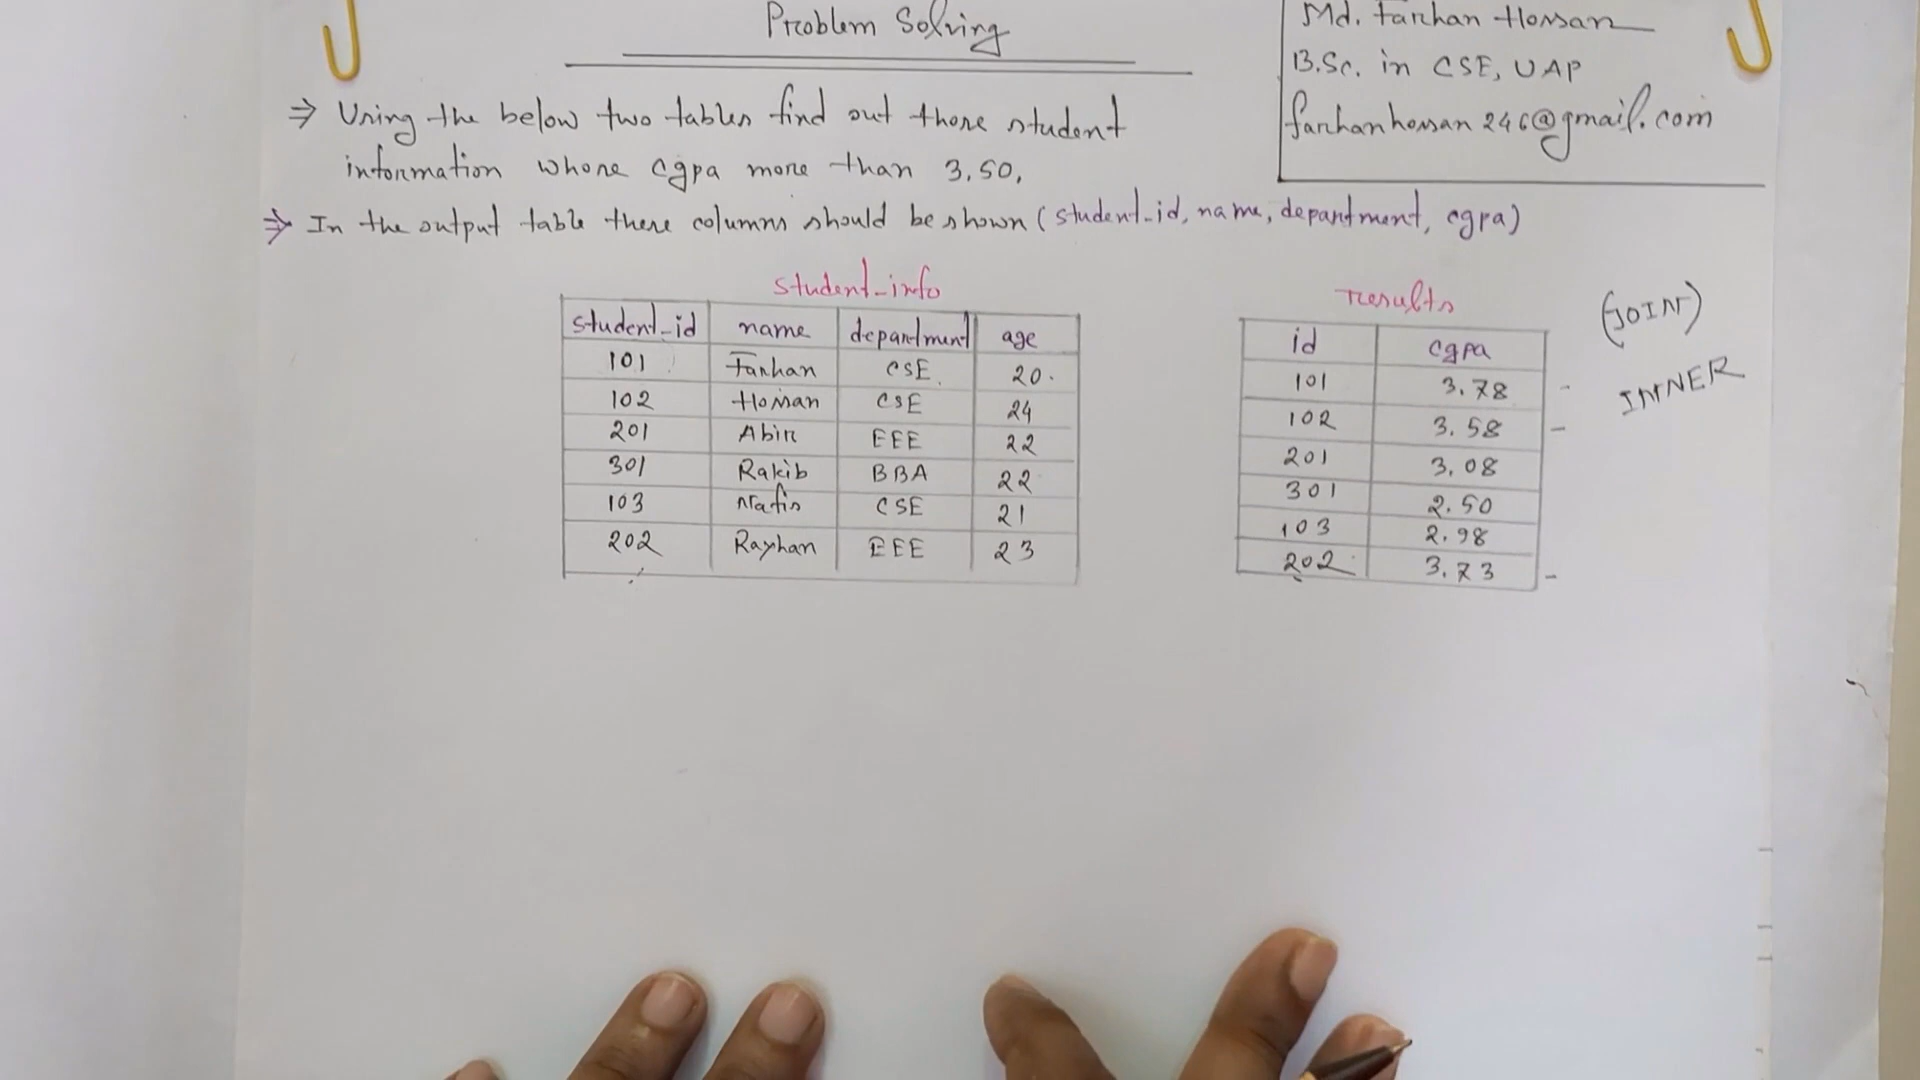 Problem Solving
Md. Farhan Hossan
B.Sc. in CSE, UAP
farhanhossan246@gmail.com
⇒ Using the below two tables find out those student
information whose cgpa more than 3.50.
⇒ In the output table these columns should be shown (student_id, name, department, cgpa)
student_info
student_id name department age
101 Farhan CSE 20
102 Hossan CSE 24
201 Abir EEE 22
301 Rakib BBA 22
103 Nafis CSE 21
202 Rayhan EEE 23
results
id cgpa
101 3.78
102 3.58
201 3.08
301 2.50
103 2.98
202 3.73
(JOIN)
INNER